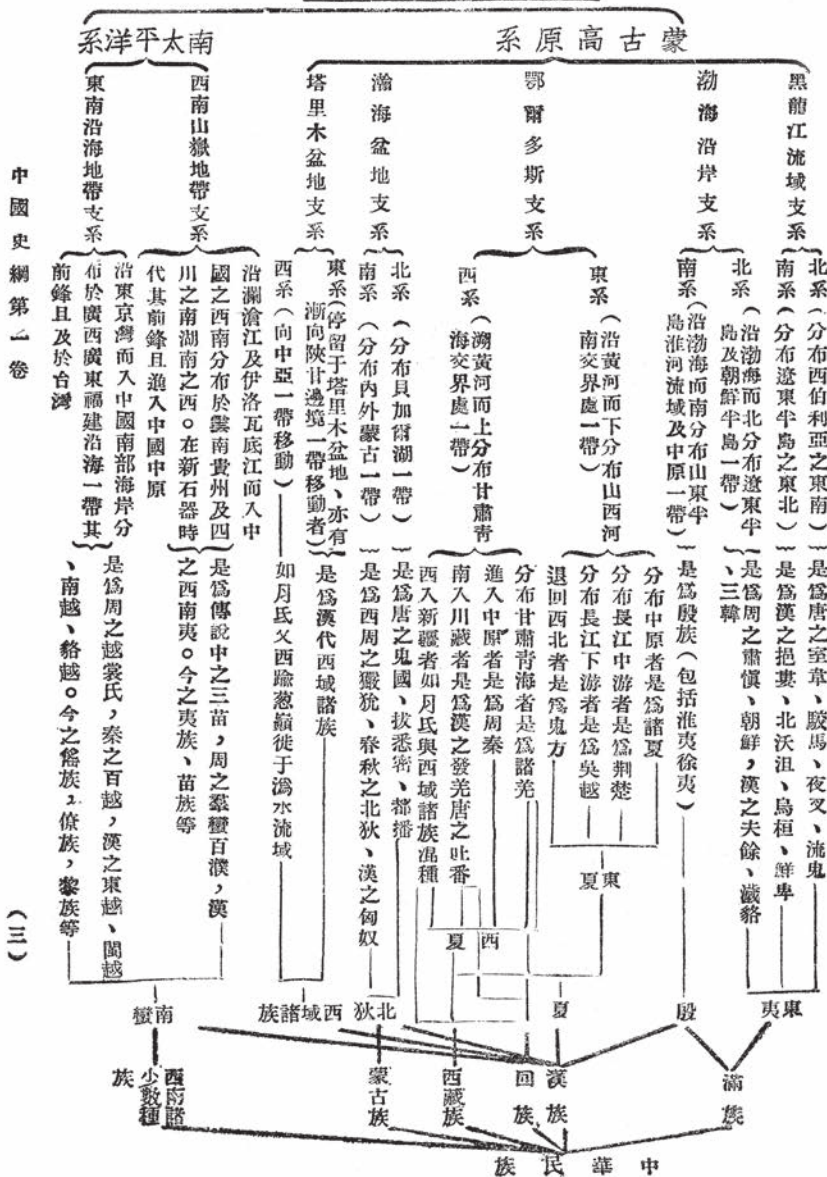 蒙古高原系
南太平洋系
黑龍江流域支系
渤海沿岸支系
鄂爾多斯支系
瀚海盆地支系
塔里木盆地支系
西南山嶽地帶支系
東南沿海地帶支系
北系（分布西伯利亞之東南）
南系（分布遼東半島之東北）
北系（沿渤海而北分布遼東半
島及朝鮮半島一帶）
南系（沿渤海而南分布山東半
島淮河流域及中原一帶）
東系（沿黃河而下分布山西河
南交界處一帶）
西系（溯黃河而上分布甘肅青
海交界處一帶）
北系（分布貝加爾湖一帶）
南系（分布內外蒙古一帶）
東系（停留于塔里木盆地、亦有
漸向陝甘邊境一帶移動者）
西系（向中亞一帶移動）
沿瀾滄江及伊洛瓦底江而入中
國之西南分布於雲南貴州及四
川之南湖南之西。在新石器時
代其前鋒且進入中國中原
沿東京灣而入中國南部海岸分
布於廣西廣東福建沿海一帶其
前鋒且及於台灣
是爲唐之室韋、駮馬、夜叉、流鬼
是爲漢之挹婁、北沃沮、烏桓、鮮卑
是爲周之肅愼、朝鮮，漢之夫餘、濊貉
、三韓
是爲殷族（包括淮夷徐夷）
分布中原者是爲諸夏
分布長江中游者是爲荆楚
分布長江下游者是爲吳越
退回西北者是爲鬼方
分布甘肅青海者是爲諸羌
進入中原者是爲周秦
南入川藏者是爲漢之發羌唐之吐番
西入新疆者如月氏與西域諸族混種
是爲唐之鬼國、拔悉密、都播
是爲西周之玁狁、春秋之北狄、漢之匈奴
是爲漢代西域諸族
如月氏又西踰葱嶺徙于溈水流域
是爲傳說中之三苗，周之羣蠻百濮，漢
之西南夷。今之夷族、苗族等
是爲周之越裳氏，秦之百越，漢之東越、閩越
、南越、貉越。今之傜族，僚族，黎族等
東夏
西夏
東夷
殷
夏
北狄
西域諸族
南蠻
滿族
漢族
回族
西藏族
蒙古族
西南諸
少數種
族
中華民族
中國史綱第一卷
（三）